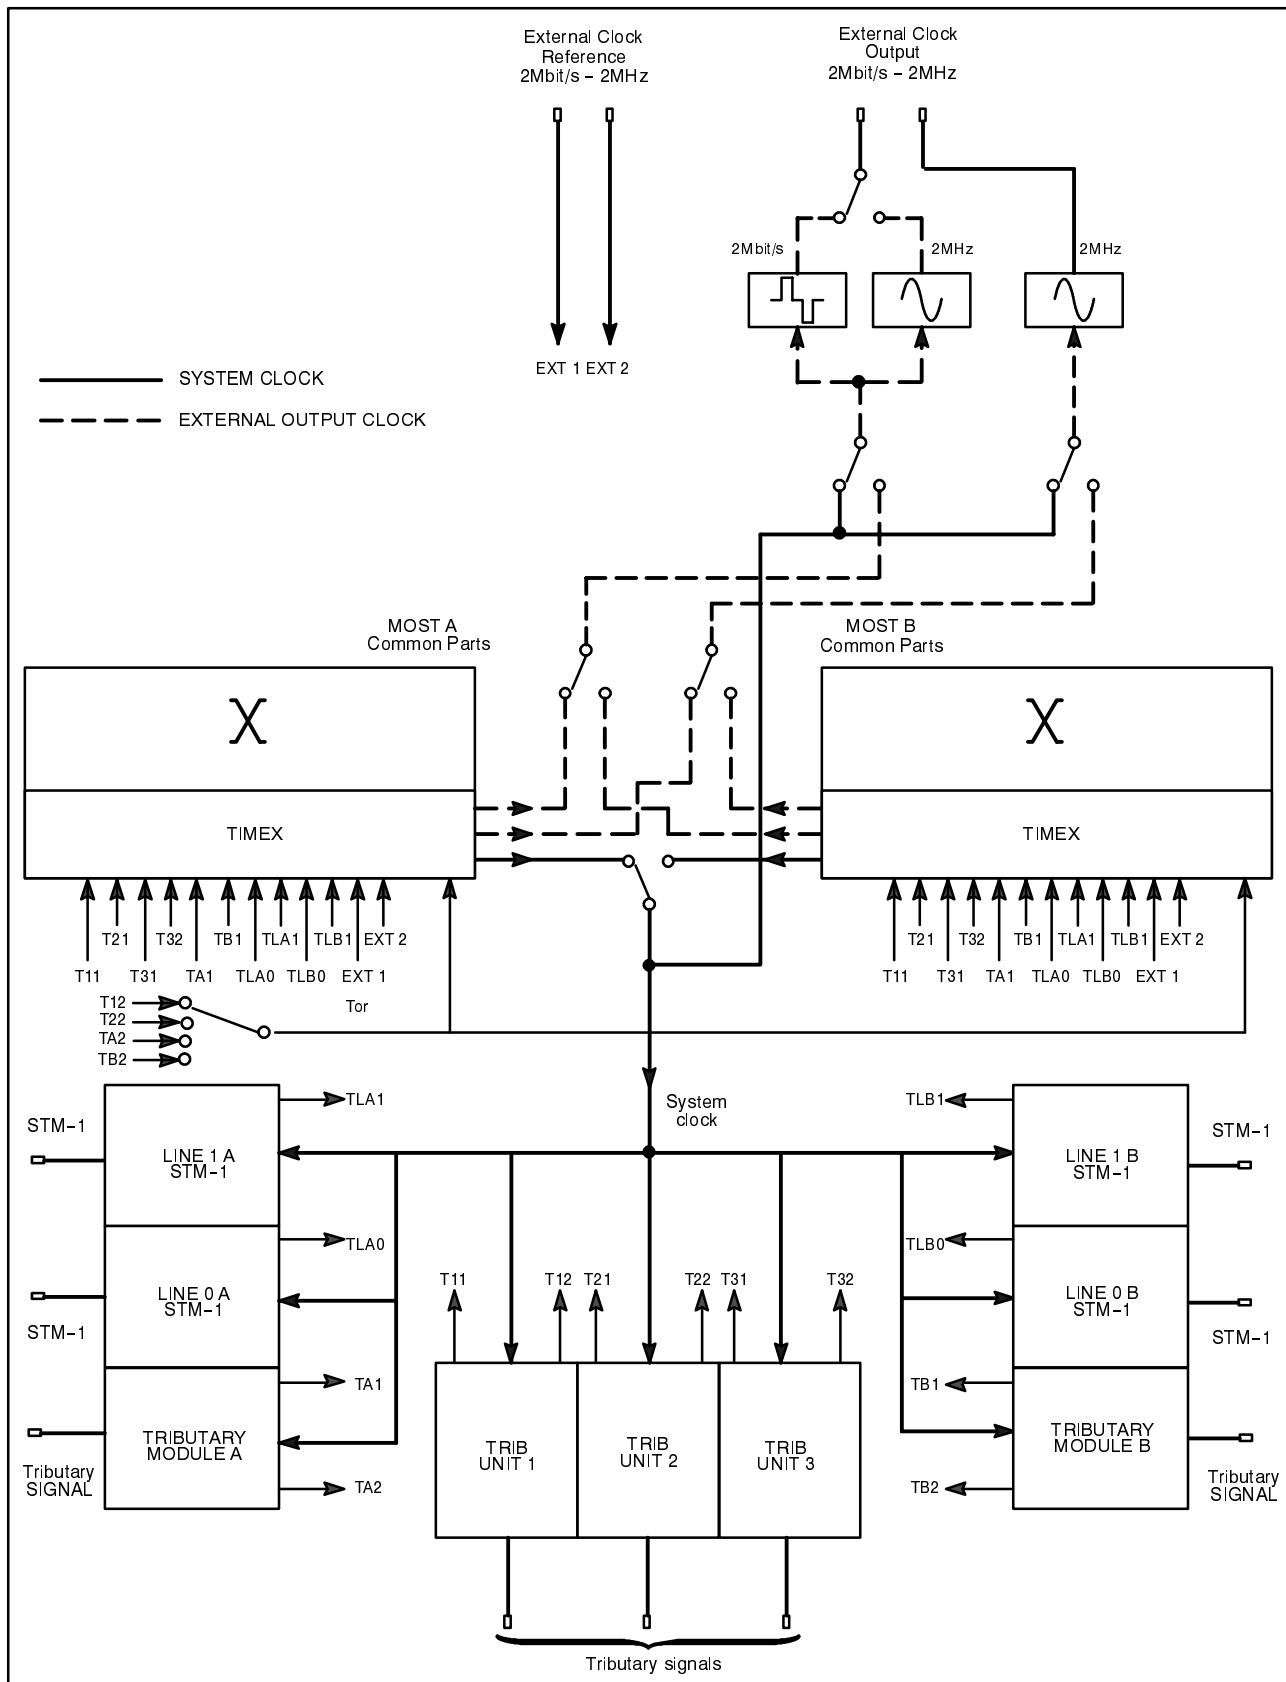 External Clock
Reference
2Mbit/s – 2MHz
External Clock
Output
2Mbit/s – 2MHz
2Mbit/s
2MHz
2MHz
EXT 1 EXT 2
SYSTEM CLOCK
EXTERNAL OUTPUT CLOCK
MOST A
Common Parts
MOST B
Common Parts
TIMEX
TIMEX
T21 T32 TB1 TLA1 TLB1 EXT 2
T11 T31 TA1 TLA0 TLB0 EXT 1
T21 T32 TB1 TLA1 TLB1 EXT 2
T11 T31 TA1 TLA0 TLB0 EXT 1
T12
T22
TA2
TB2
Tor
System
clock
TLA1
TLB1
STM–1
LINE 1 A
STM–1
LINE 1 B
STM–1
STM–1
TLA0
TLB0
LINE 0 A
STM–1
STM–1
LINE 0 B
STM–1
STM–1
T11 T12 T21 T22 T31 T32
TA1
TB1
TRIBUTARY
MODULE A
TRIBUTARY
MODULE B
TRIB
UNIT 1
TRIB
UNIT 2
TRIB
UNIT 3
TA2
TB2
Tributary
SIGNAL
Tributary
SIGNAL
Tributary signals